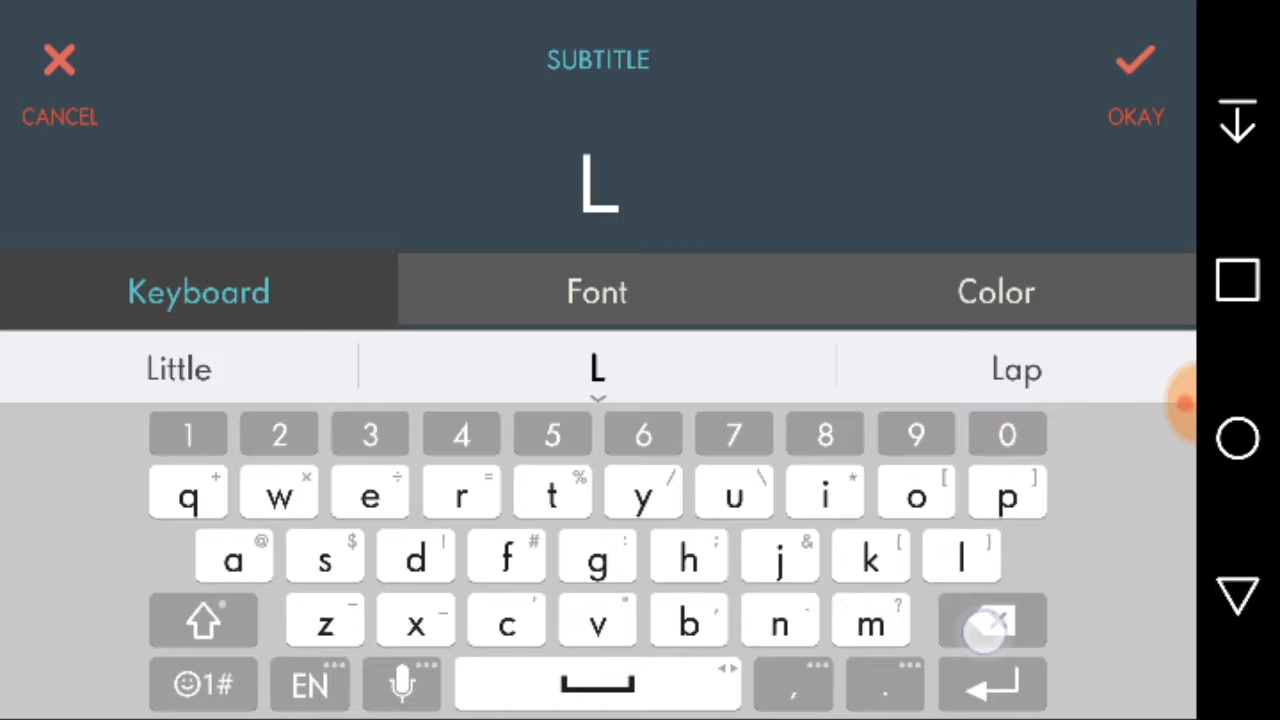 SUBTITLE
CANCEL
OKAY
L
Keyboard Font Color
Little L Lap
1 2 3 4 5 6 7 8 9 0
+ × ÷ = % / \ * [ ]
q w e r t y u i o p
@ $ ! # : ; & [ ]
a s d f g h j k l
z x c v b n m ?
☺1# EN , .